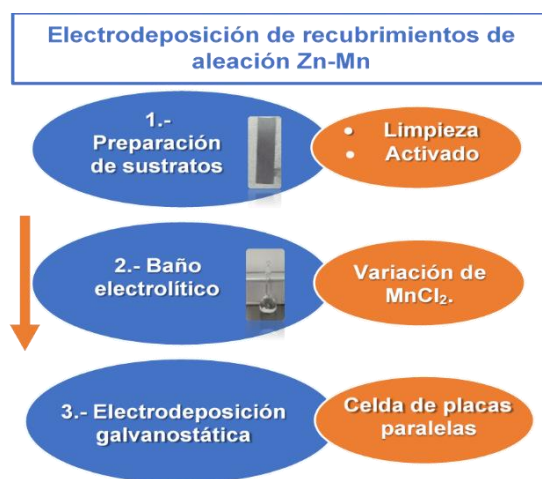 Electrodeposición de recubrimientos de
aleación Zn-Mn
1.-
Preparación
de sustratos
• Limpieza
• Activado
2.- Baño
electrolítico
Variación de
MnCl₂.
3.- Electrodeposición
galvanostática
Celda de placas
paralelas